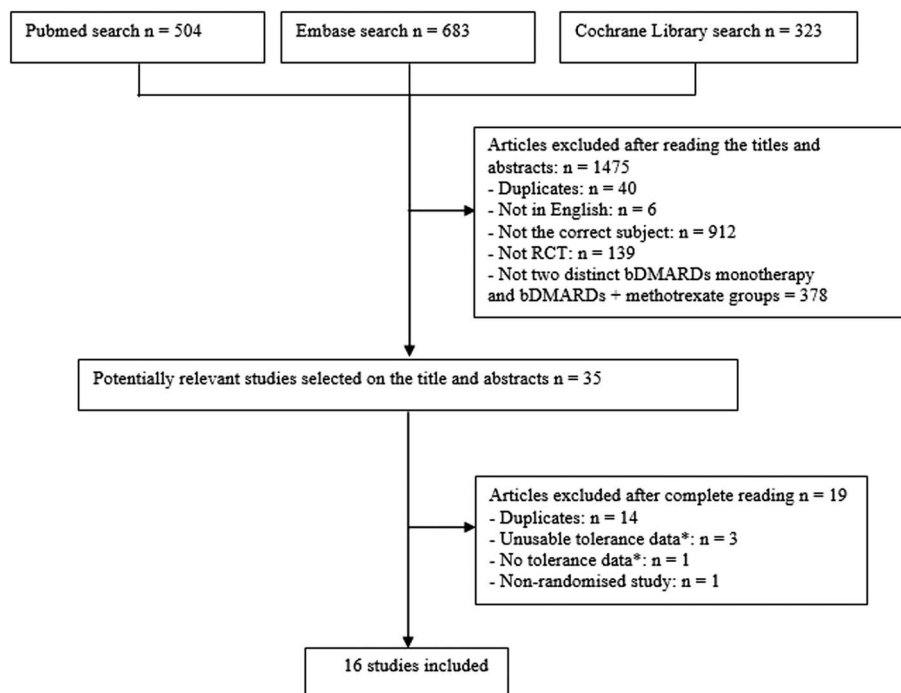 Pubmed search n = 504
Embase search n = 683
Cochrane Library search n = 323
Articles excluded after reading the titles and
abstracts: n = 1475
- Duplicates: n = 40
- Not in English: n = 6
- Not the correct subject: n = 912
- Not RCT: n = 139
- Not two distinct bDMARDs monotherapy
and bDMARDs + methotrexate groups = 378
Potentially relevant studies selected on the title and abstracts n = 35
Articles excluded after complete reading n = 19
- Duplicates: n = 14
- Unusable tolerance data*: n = 3
- No tolerance data*: n = 1
- Non-randomised study: n = 1
16 studies included